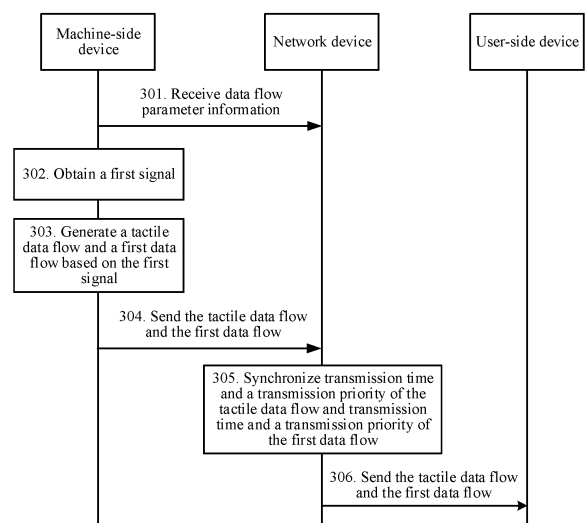 Machine-side
device
Network device
User-side device
301. Receive data flow
parameter information
302. Obtain a first signal
303. Generate a tactile
data flow and a first data
flow based on the first
signal
304. Send the tactile data flow
and the first data flow
305. Synchronize transmission time
and a transmission priority of the
tactile data flow and transmission
time and a transmission priority of
the first data flow
306. Send the tactile data flow
and the first data flow